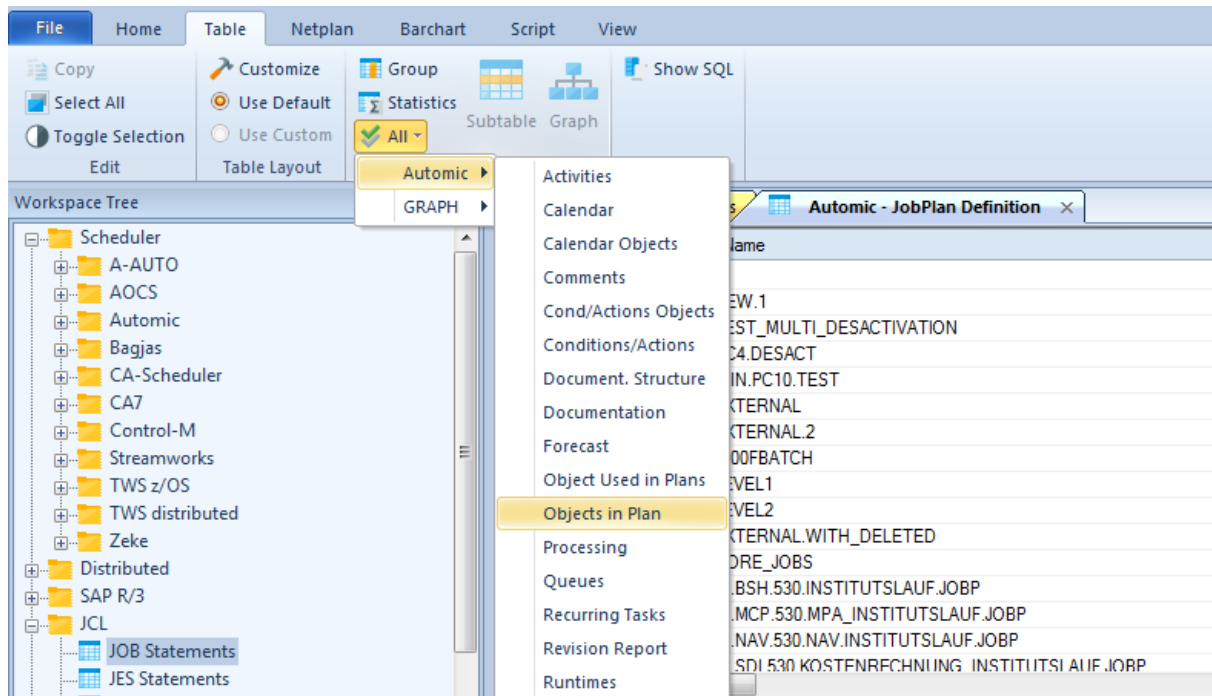 File Home Table Netplan Barchart Script View
Copy
Select All
Toggle Selection
Edit
Customize
Use Default
Use Custom
Table Layout
Group
Statistics
All
Subtable Graph
Show SQL
Automic
GRAPH
Activities
Calendar
Calendar Objects
Comments
Cond/Actions Objects
Conditions/Actions
Document. Structure
Documentation
Forecast
Object Used in Plans
Objects in Plan
Processing
Queues
Recurring Tasks
Revision Report
Runtimes
Workspace Tree
Scheduler
A-AUTO
AOCS
Automic
Bagjas
CA-Scheduler
CA7
Control-M
Streamworks
TWS z/OS
TWS distributed
Zeke
Distributed
SAP R/3
JCL
JOB Statements
JES Statements
s Automic - JobPlan Definition
Name
EW.1
EST_MULTI_DESACTIVATION
C4.DESACT
IN.PC10.TEST
XTERNAL
XTERNAL.2
00FBATCH
EVEL1
EVEL2
XTERNAL.WITH_DELETED
ORE_JOBS
.BSH.530.INSTITUTSLAUF.JOBP
.MCP.530.MPA_INSTITUTSLAUF.JOBP
.NAV.530.NAV.INSTITUTSLAUF.JOBP
.SDI.530.KOSTENRECHNUNG_INSTITUTSLAUF.JOBP